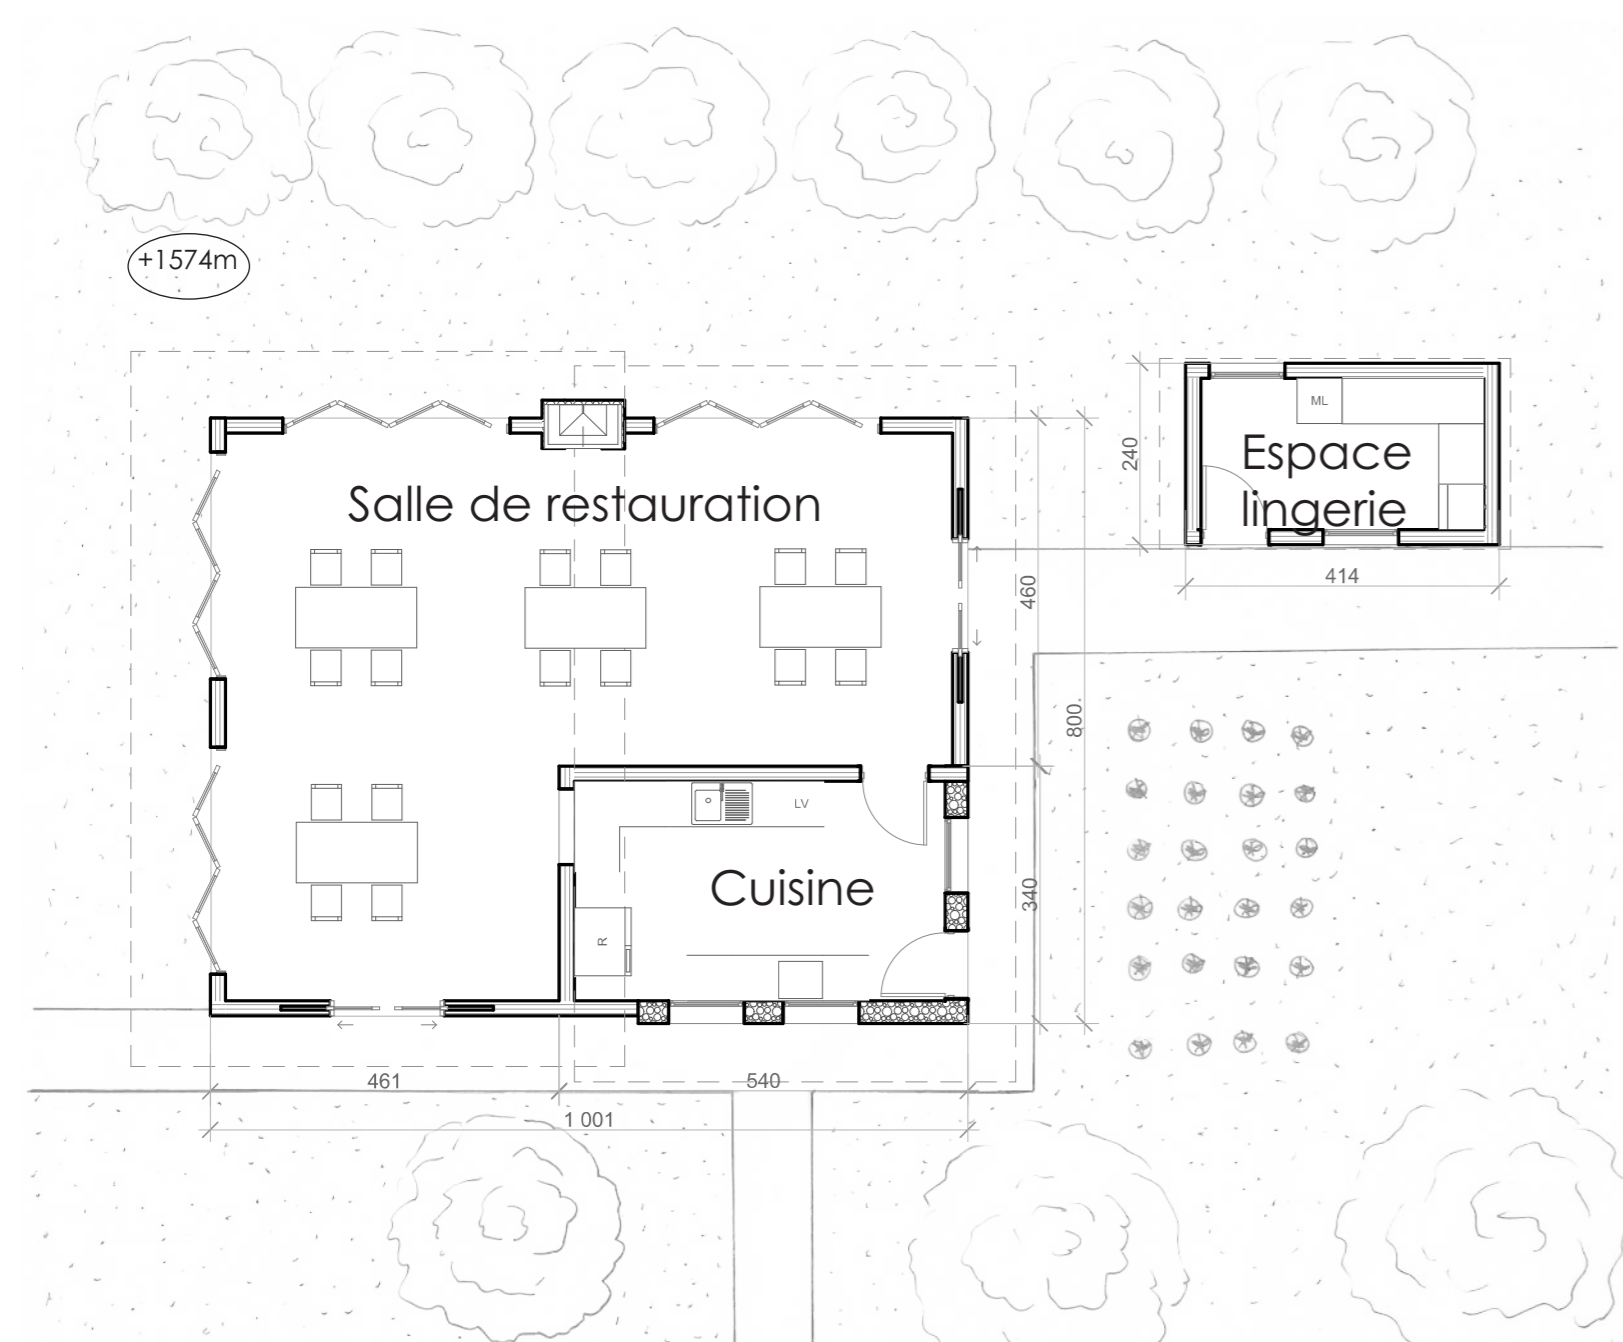 +1574m
ML
240
Espace
lingerie
Salle de restauration
414
460
800
LV
Cuisine
340
R
461
540
1 001